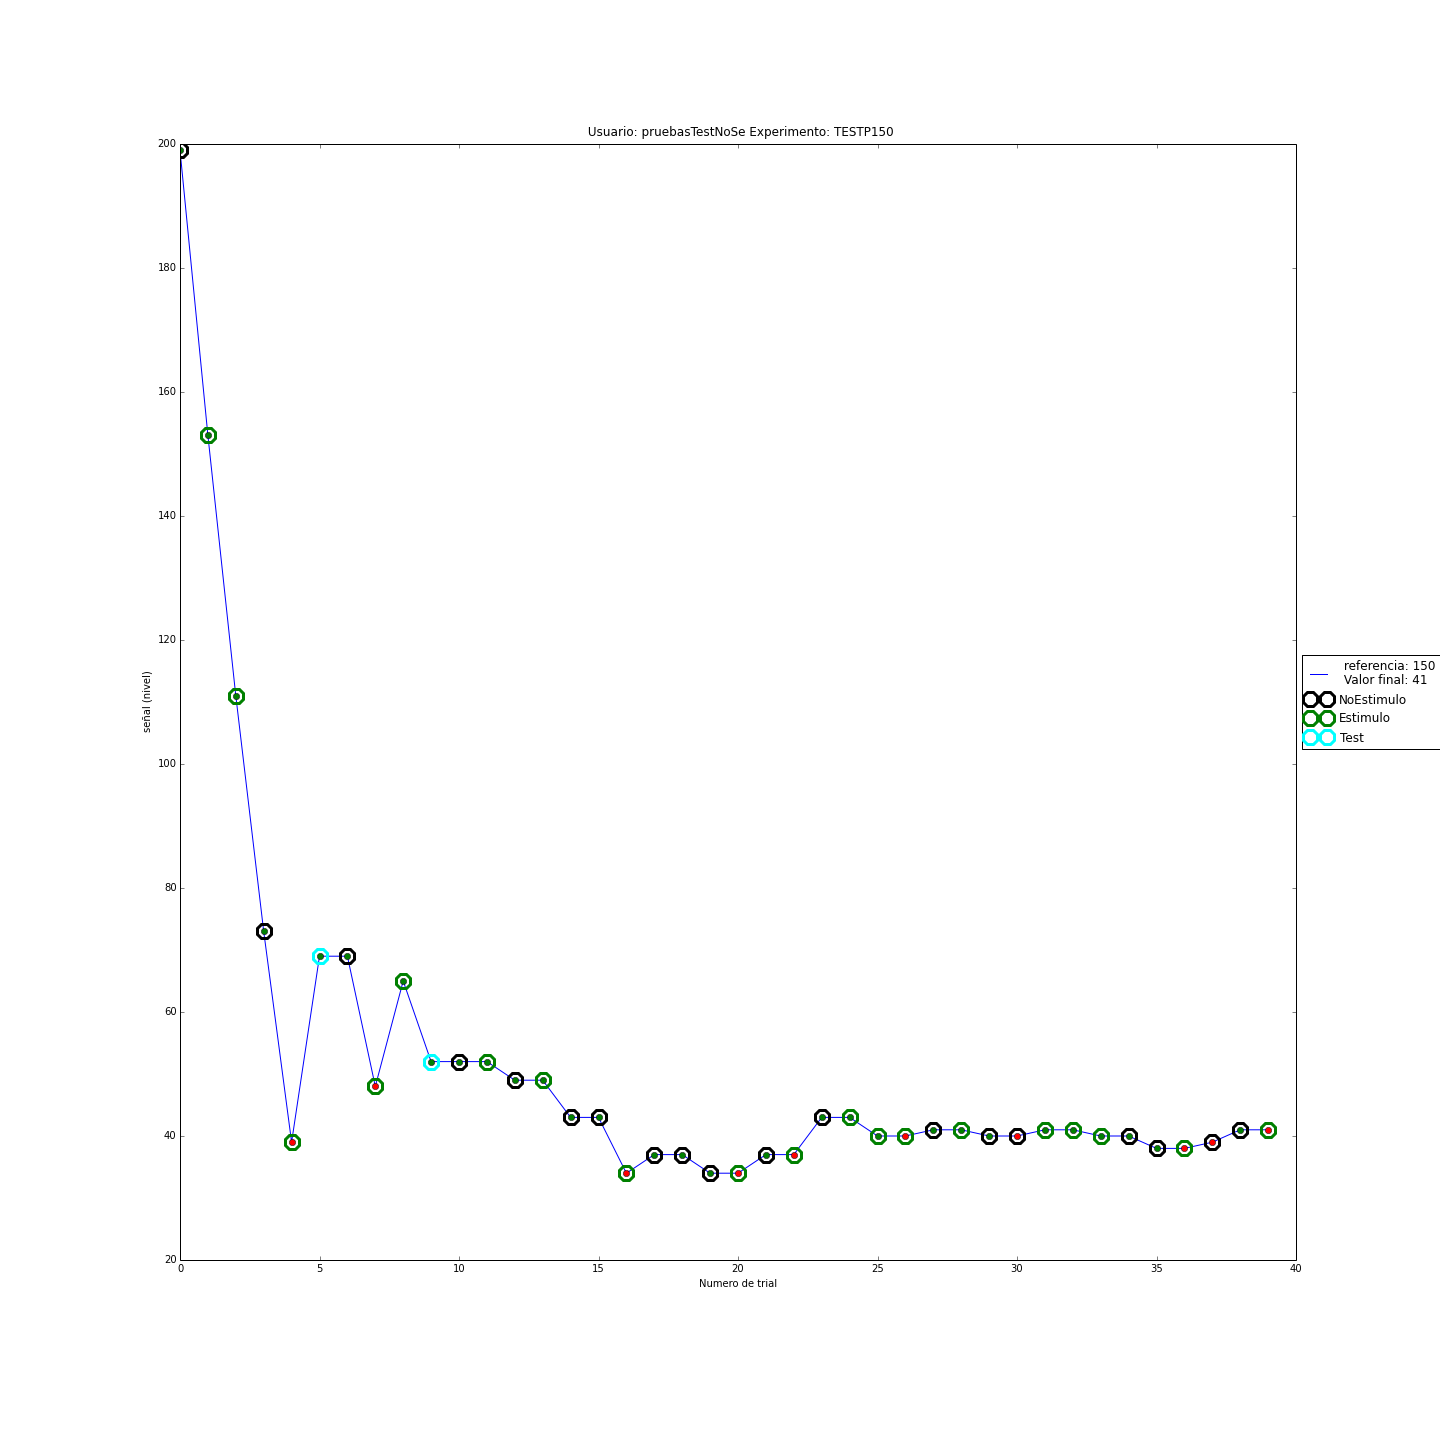 Usuario: pruebasTestNoSe Experimento: TESTP150
200
180
160
140
120
100
80
60
40
20
señal (nivel)
0 5 10 15 20 25 30 35 40
Numero de trial
referencia: 150
Valor final: 41
NoEstimulo
Estimulo
Test